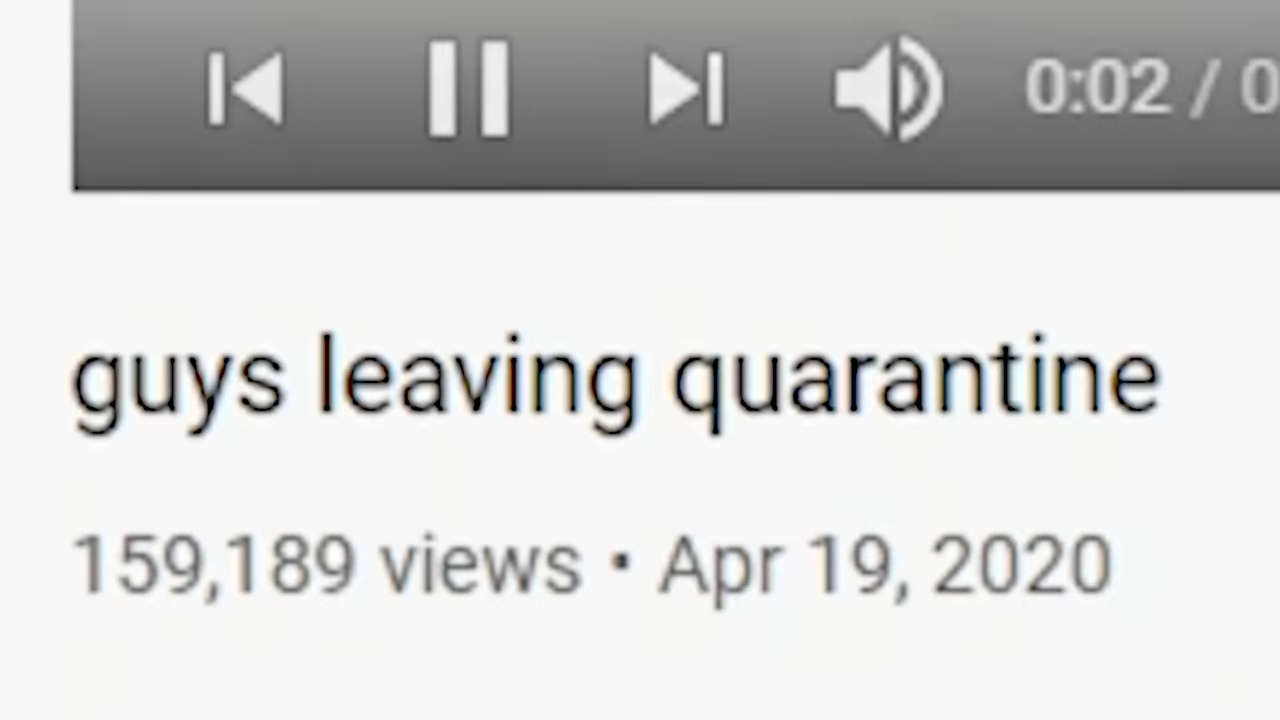 0:02 / 0
guys leaving quarantine
159,189 views • Apr 19, 2020